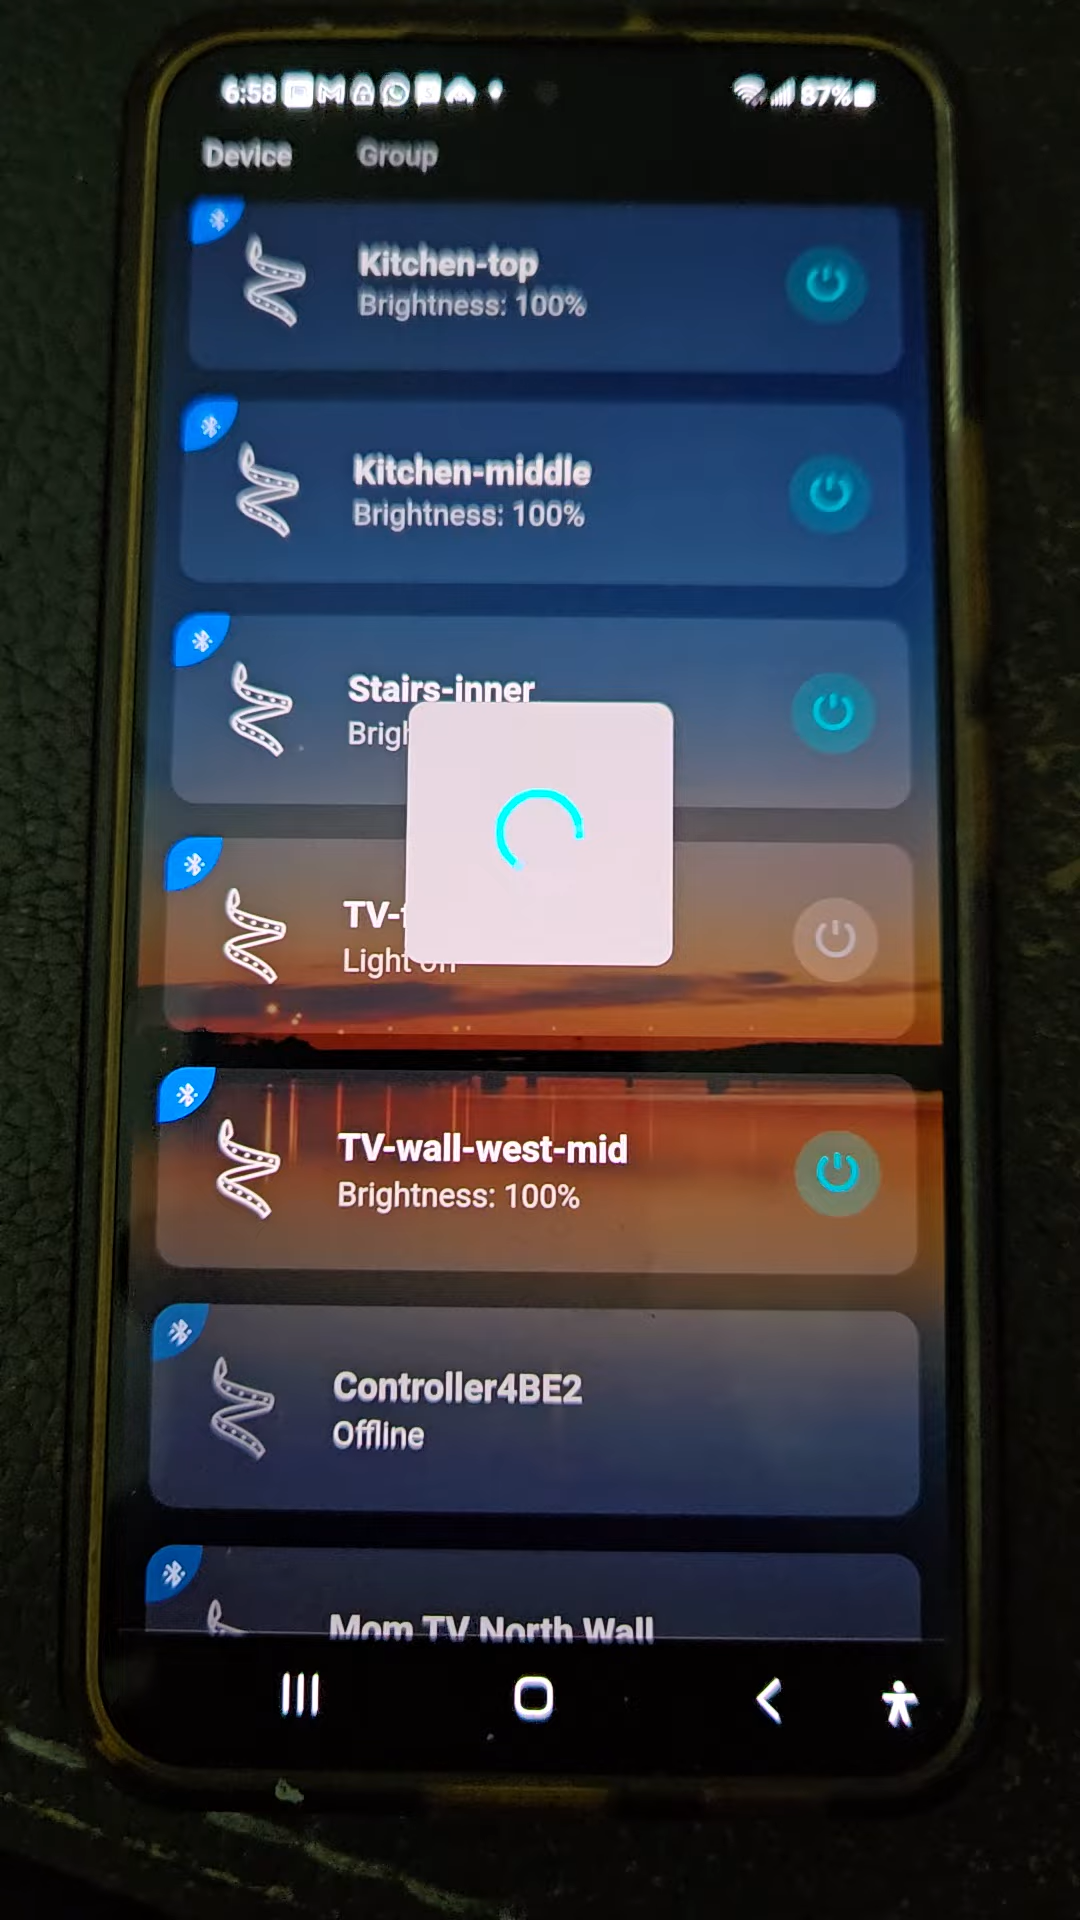 6:58 87%
Device Group
Kitchen-top
Brightness: 100%
Kitchen-middle
Brightness: 100%
Stairs-inner
TV-
Light off
TV-wall-west-mid
Brightness: 100%
Controller4BE2
Offline
Mom TV North Wall